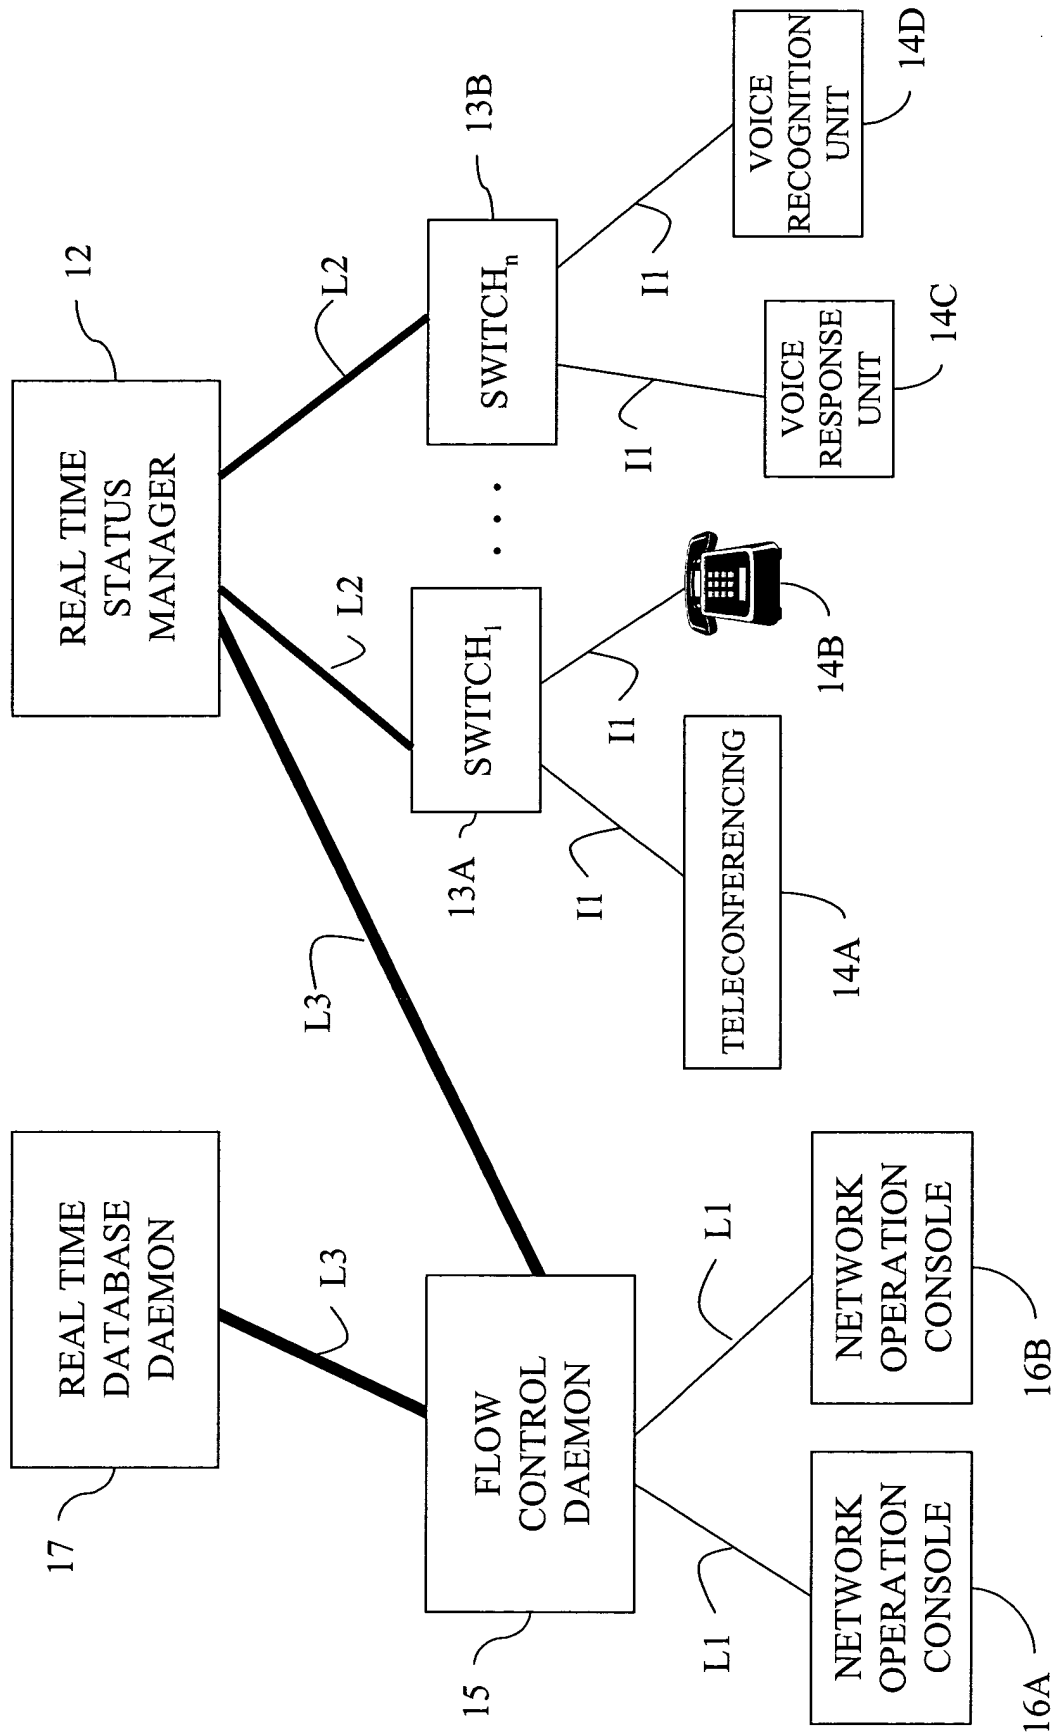 17
REAL TIME
DATABASE
DAEMON
L3
15
FLOW
CONTROL
DAEMON
L1
L1
NETWORK
OPERATION
CONSOLE
16A
NETWORK
OPERATION
CONSOLE
16B
L3
REAL TIME
STATUS
MANAGER
12
L2
L2
13A
SWITCH1
. . .
SWITCHn
13B
I1
I1
I1
I1
TELECONFERENCING
14A
14B
VOICE
RESPONSE
UNIT
14C
VOICE
RECOGNITION
UNIT
14D